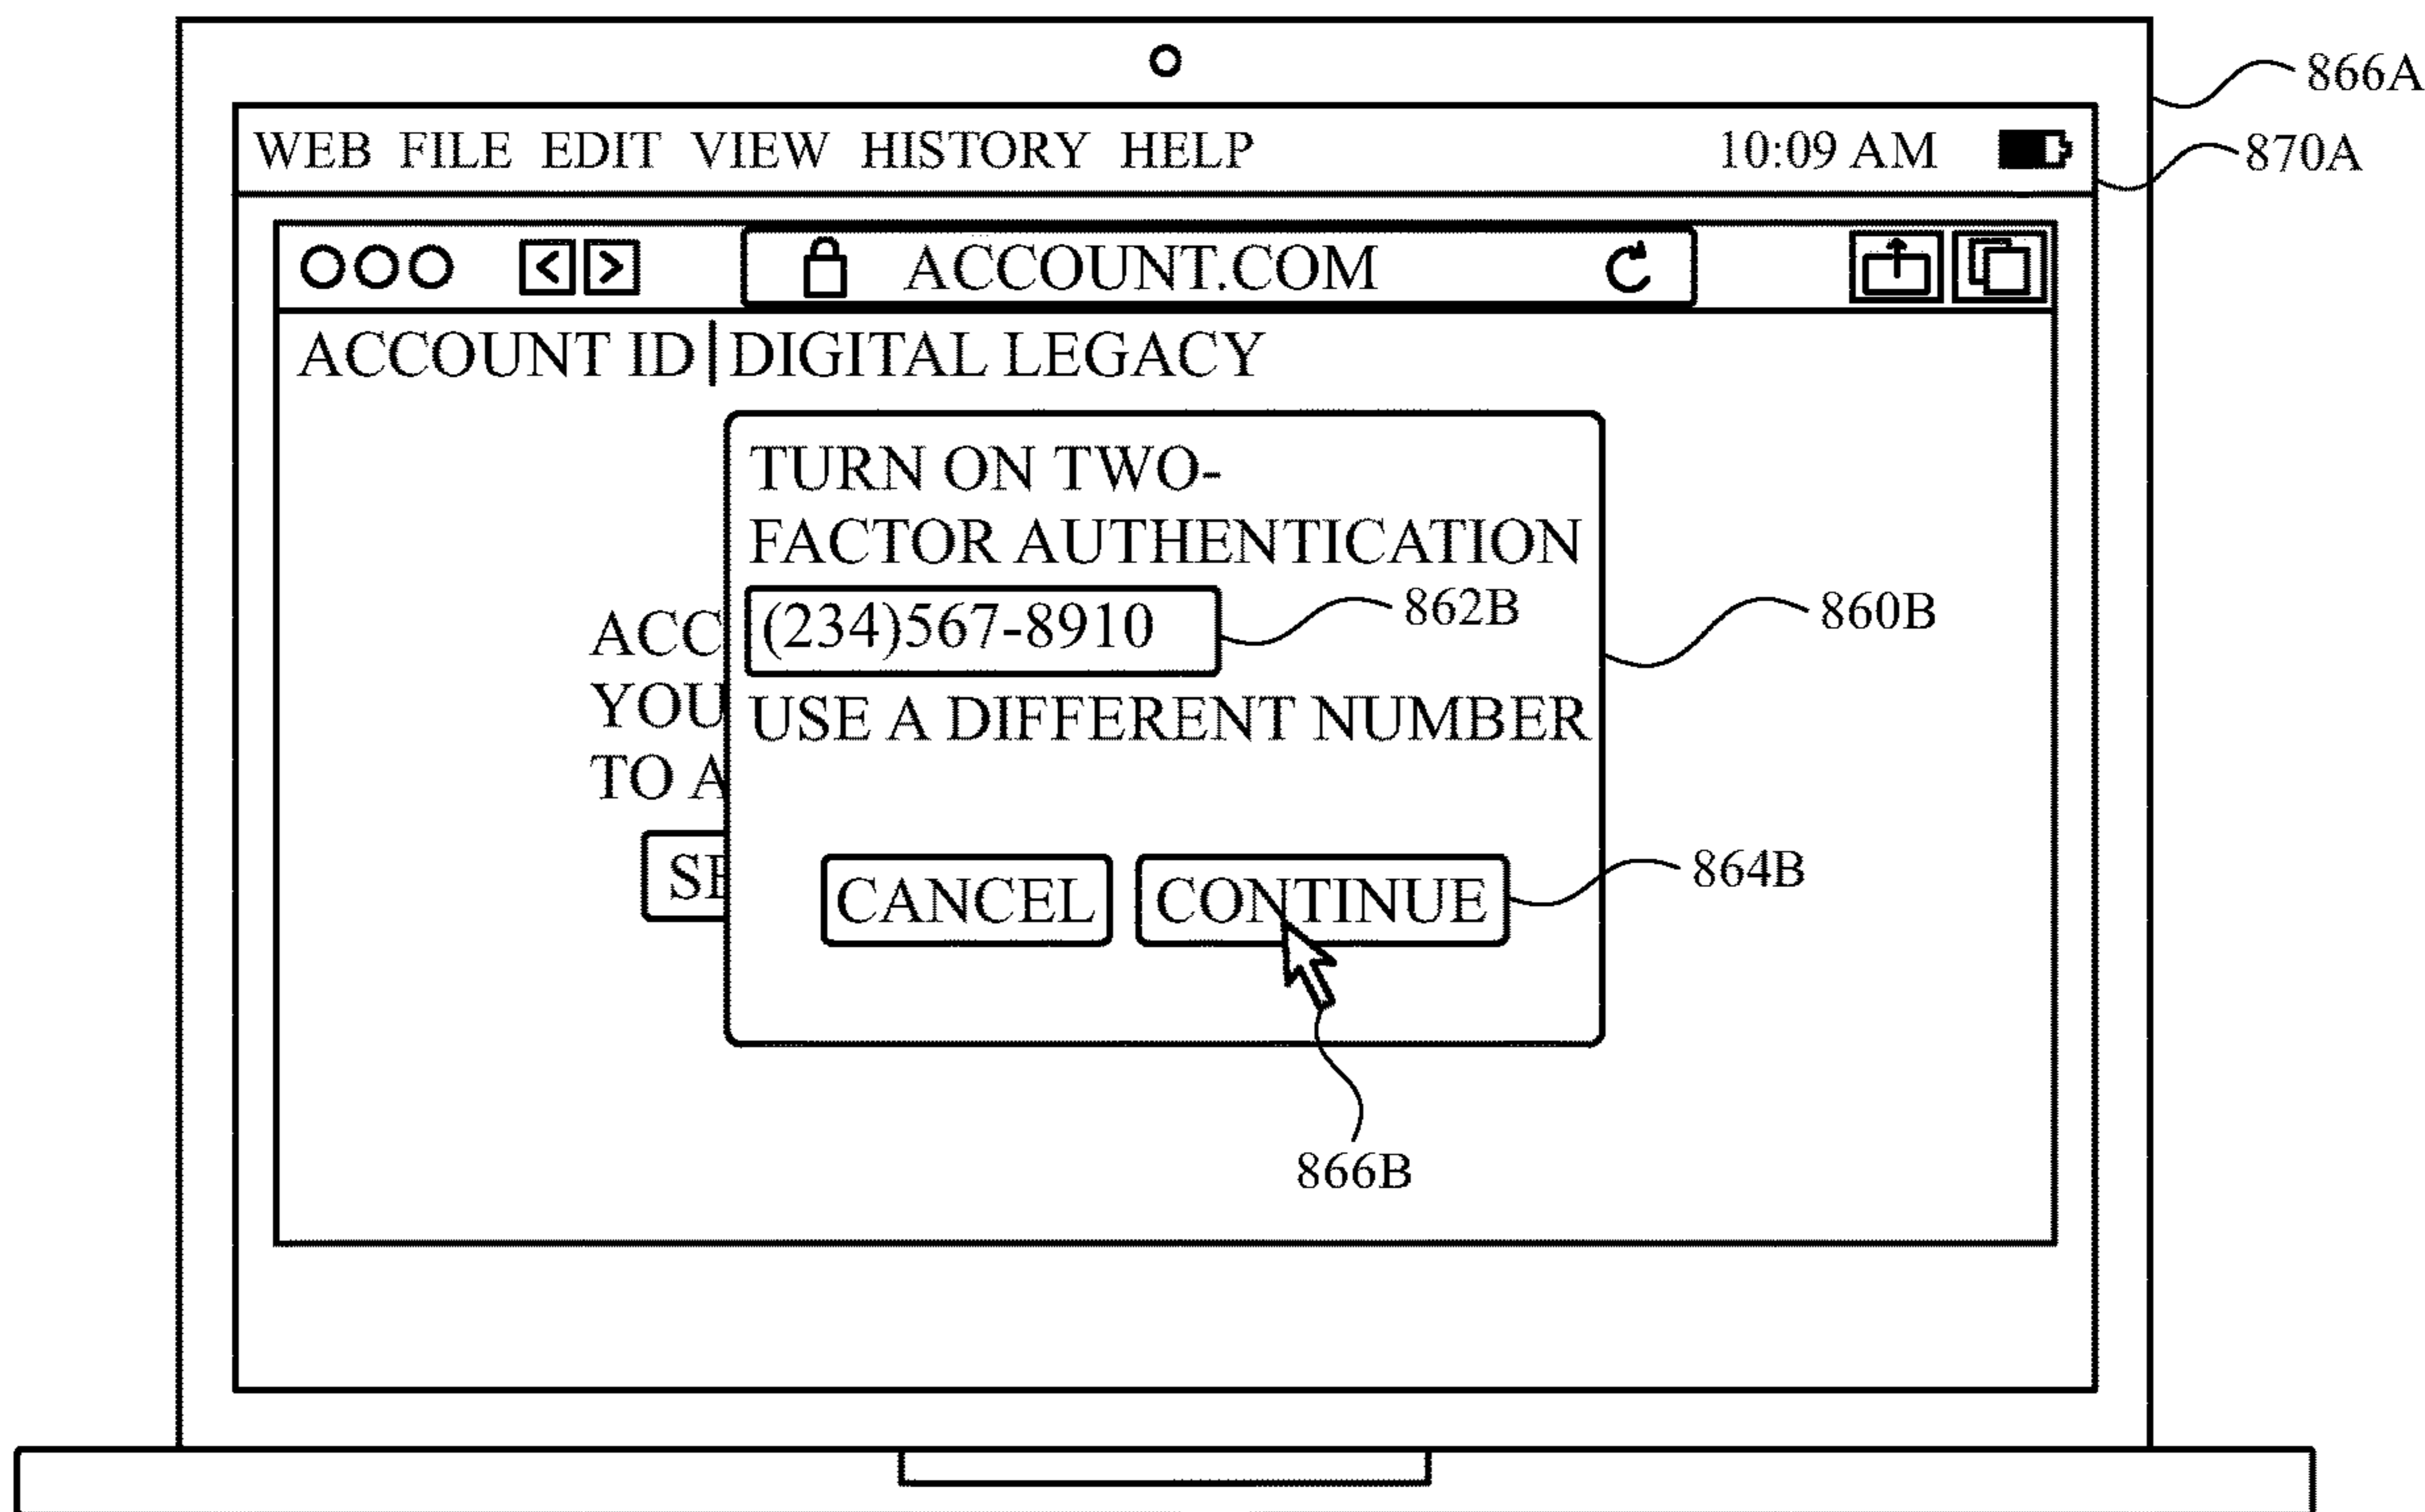 866A
WEB FILE EDIT VIEW HISTORY HELP 10:09 AM
870A
ACCOUNT.COM
ACCOUNT ID | DIGITAL LEGACY
TURN ON TWO-
FACTOR AUTHENTICATION
(234)567-8910
862B
860B
ACC
YOU
USE A DIFFERENT NUMBER
TO A
CANCEL CONTINUE
864B
866B